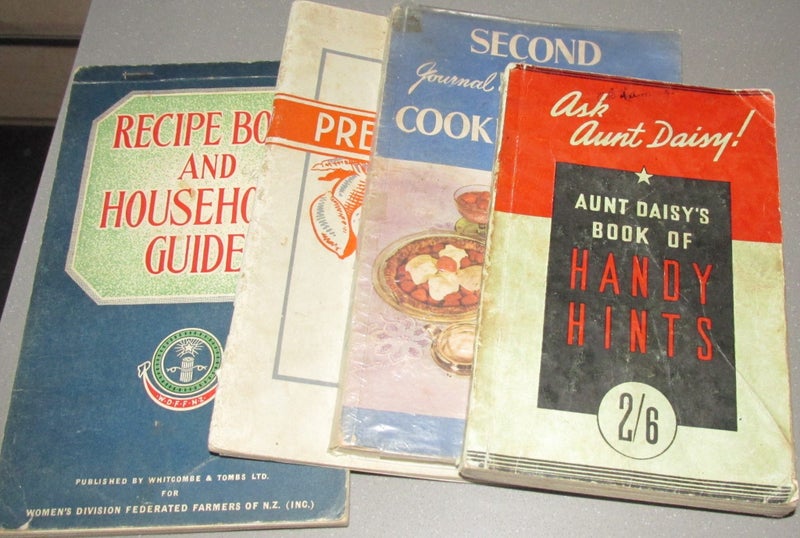 RECIPE BO
AND
HOUSEHO
GUIDE
W.D.F.F.N.Z.
PUBLISHED BY WHITCOMBE & TOMBS LTD.
FOR
WOMEN'S DIVISION FEDERATED FARMERS OF N.Z. (INC.)
PRE
SECOND
Journal
COOK
Ask
Aunt Daisy!
AUNT DAISY'S
BOOK OF
HANDY
HINTS
2/6